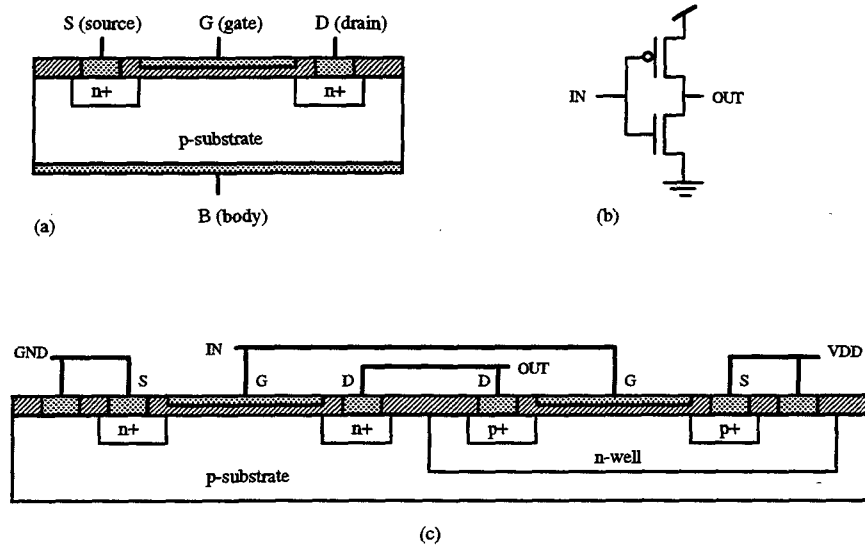 S (source) G (gate) D (drain)
n+ n+
p-substrate
B (body)
(a)
IN OUT
(b)
GND IN OUT VDD
S G D D G S
n+ n+ p+ p+
n-well
p-substrate
(c)